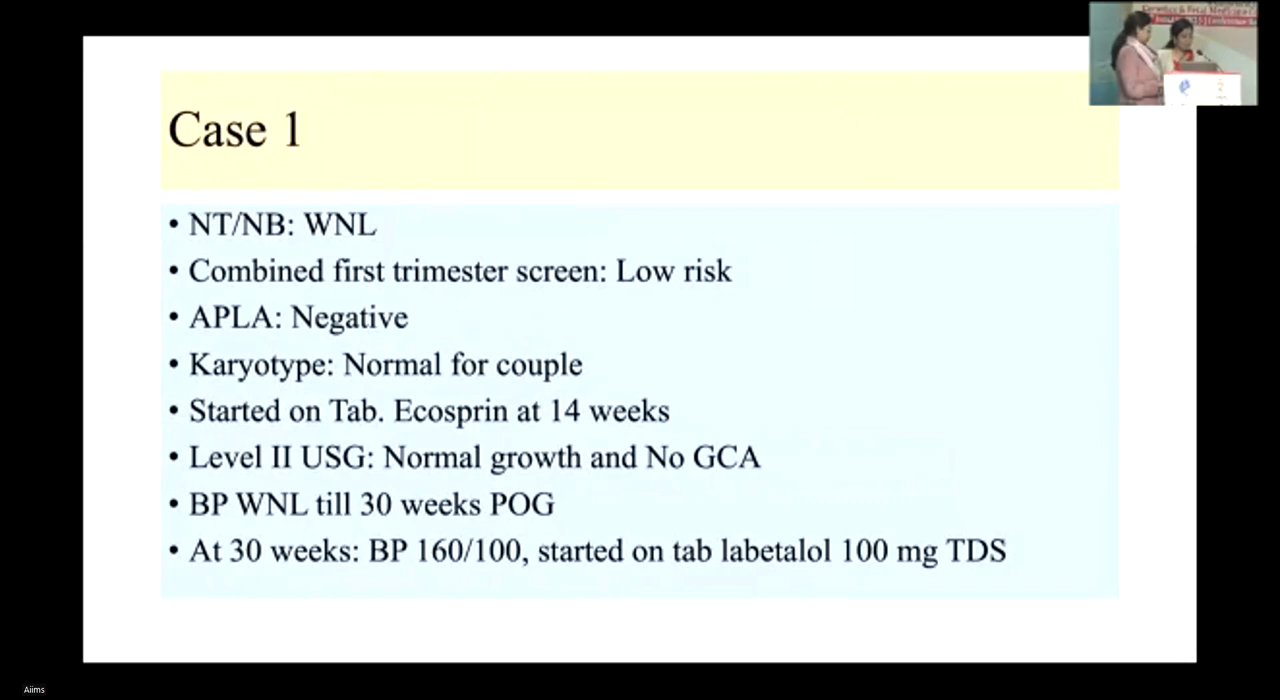 Case 1
• NT/NB: WNL
• Combined first trimester screen: Low risk
• APLA: Negative
• Karyotype: Normal for couple
• Started on Tab. Ecosprin at 14 weeks
• Level II USG: Normal growth and No GCA
• BP WNL till 30 weeks POG
• At 30 weeks: BP 160/100, started on tab labetalol 100 mg TDS
Aiims